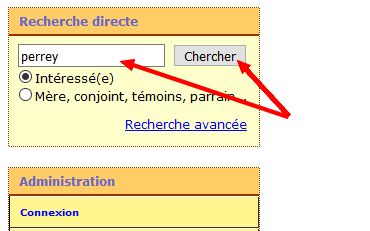 Recherche directe
perrey Chercher
Intéressé(e)
Mère, conjoint, témoins, parrain...
Recherche avancée
Administration
Connexion